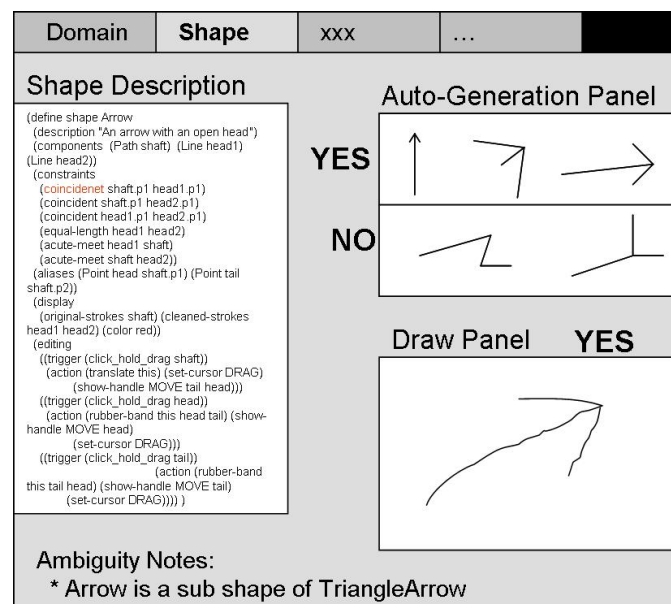 Domain
Shape
xxx
...
Shape Description
(define shape Arrow
(description "An arrow with an open head")
(components (Path shaft) (Line head1)
(Line head2))
(constraints
(coincidenet shaft.p1 head1.p1)
(coincident shaft.p1 head2.p1)
(coincident head1.p1 head2.p1)
(equal-length head1 head2)
(acute-meet head1 shaft)
(acute-meet shaft head2))
(aliases (Point head shaft.p1) (Point tail
shaft.p2))
(display
(original-strokes shaft) (cleaned-strokes
head1 head2) (color red))
(editing
((trigger (click_hold_drag shaft))
(action (translate this) (set-cursor DRAG)
(show-handle MOVE tail head)))
((trigger (click_hold_drag head))
(action (rubber-band this head tail) (show-
handle MOVE head)
(set-cursor DRAG)))
((trigger (click_hold_drag tail))
(action (rubber-band
this tail head) (show-handle MOVE tail)
(set-cursor DRAG)))) )
Auto-Generation Panel
YES
NO
Draw Panel
YES
Ambiguity Notes:
* Arrow is a sub shape of TriangleArrow